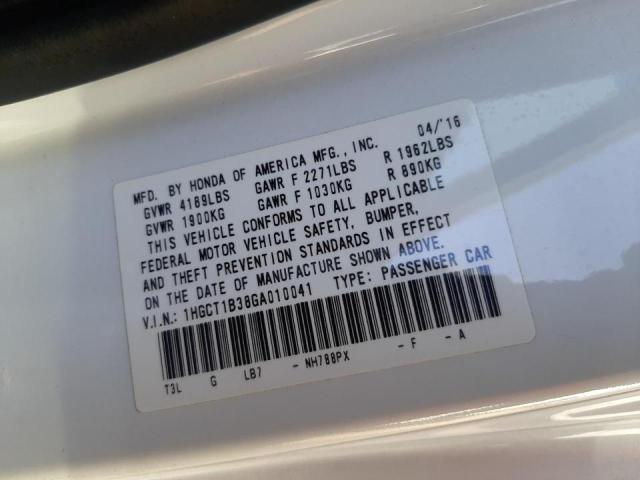 MFD. BY HONDA OF AMERICA MFG., INC. 04/'16
GVWR 4189LBS GAWR F 2271LBS R 1962LBS
GVWR 1900KG GAWR F 1030KG R 890KG
THIS VEHICLE CONFORMS TO ALL APPLICABLE
FEDERAL MOTOR VEHICLE SAFETY, BUMPER,
AND THEFT PREVENTION STANDARDS IN EFFECT
ON THE DATE OF MANUFACTURE SHOWN ABOVE.
V.I.N.: 1HGCT1B38GA010041 TYPE: PASSENGER CAR
T3L G LB7 - NH788PX - F - A